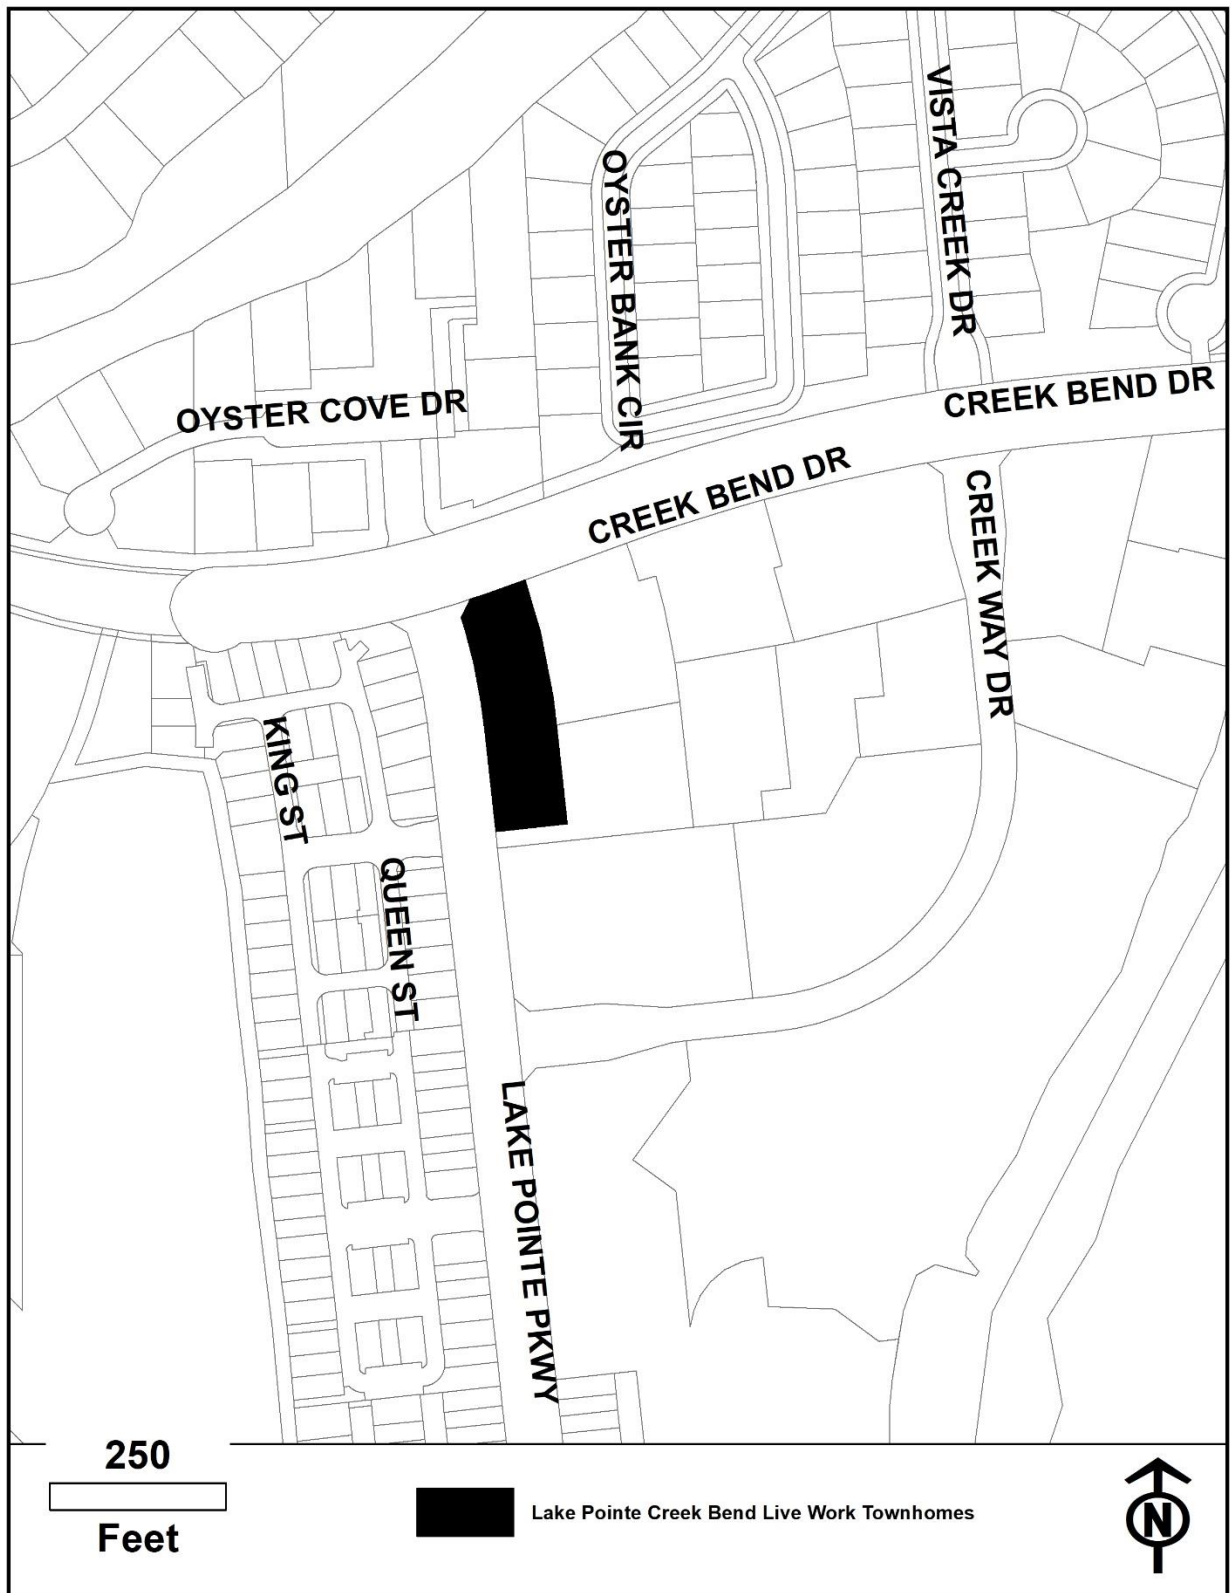 VISTA CREEK DR
OYSTER BANK CIR
CREEK BEND DR
OYSTER COVE DR
CREEK BEND DR
CREEK WAY DR
KING ST
QUEEN ST
LAKE POINTE PKWY
250
Feet
Lake Pointe Creek Bend Live Work Townhomes
N